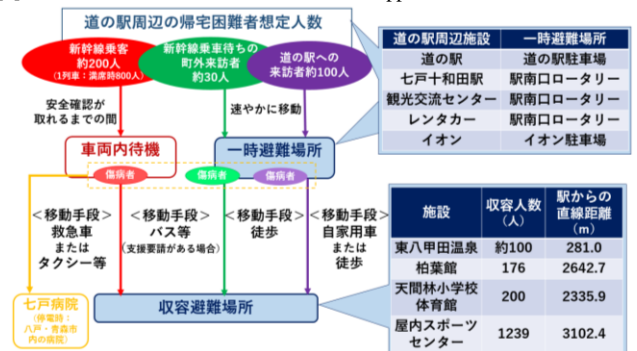 道の駅周辺の帰宅困難者想定人数
新幹線乗客
約200人
(1列車：満席時800人)
新幹線乗車待ちの
町外来訪者
約30人
道の駅への
来訪者約100人
道の駅周辺施設 一時避難場所
道の駅 道の駅駐車場
七戸十和田駅 駅南口ロータリー
観光交流センター 駅南口ロータリー
レンタカー 駅南口ロータリー
イオン イオン駐車場
安全確認が
取れるまでの間
速やかに移動
車両内待機
一時避難場所
傷病者
傷病者
傷病者
＜移動手段＞
救急車
または
タクシー等
＜移動手段＞
バス等
(支援要請がある場合)
＜移動手段＞
徒歩
＜移動手段＞
自家用車
または
徒歩
施設 収容人数
(人) 駅からの
直線距離
(m)
東八甲田温泉 約100 281.0
柏葉館 176 2642.7
天間林小学校
体育館 200 2335.9
屋内スポーツ
センター 1239 3102.4
七戸病院
(停電時：
八戸・青森市
内の病院)
収容避難場所